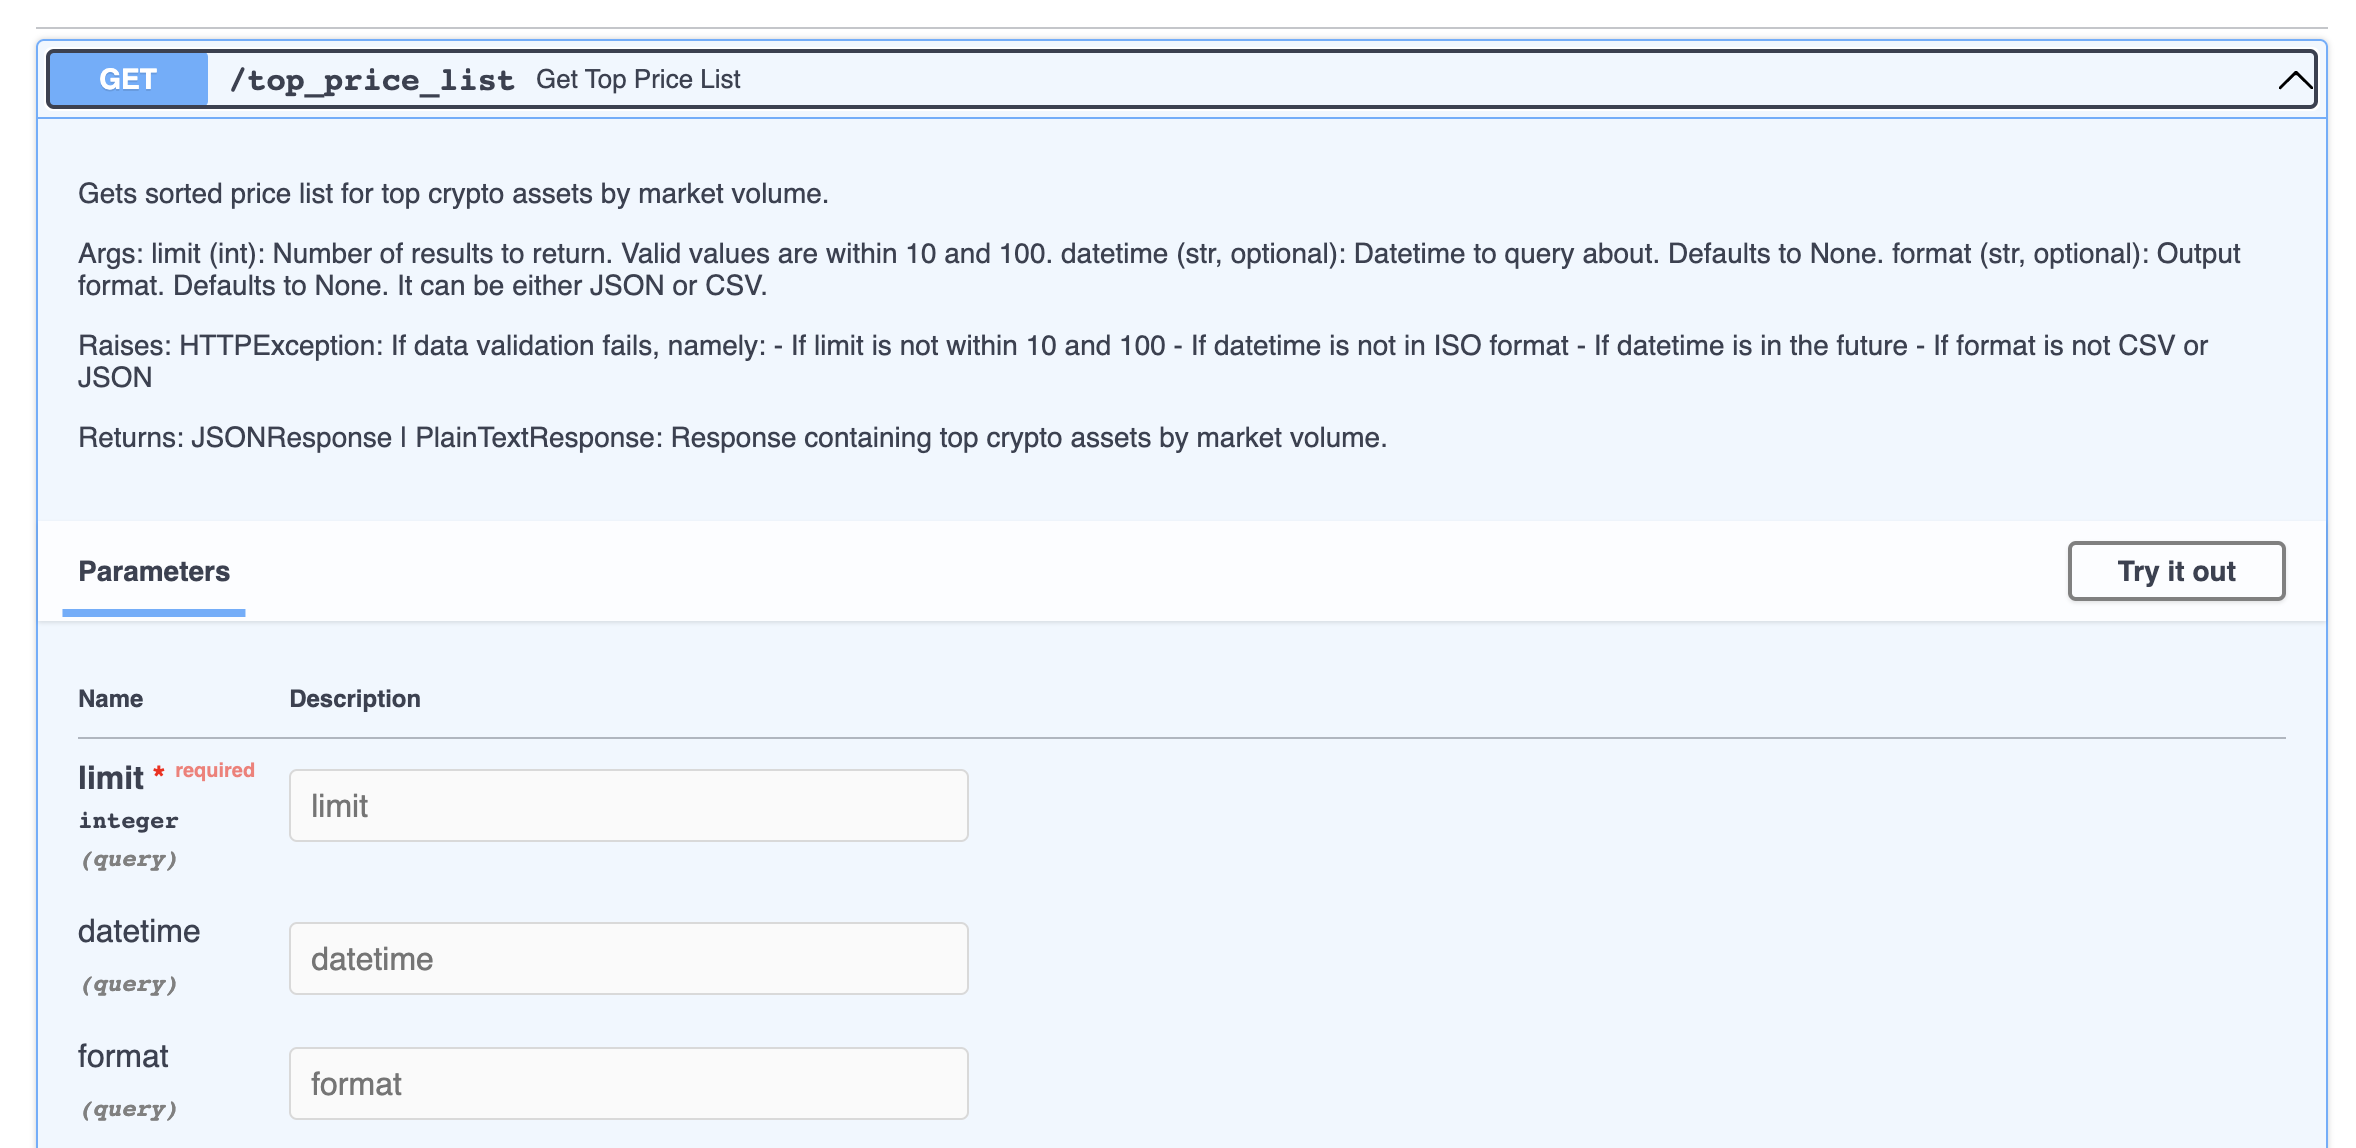 GET /top_price_list Get Top Price List
Gets sorted price list for top crypto assets by market volume.
Args: limit (int): Number of results to return. Valid values are within 10 and 100. datetime (str, optional): Datetime to query about. Defaults to None. format (str, optional): Output
format. Defaults to None. It can be either JSON or CSV.
Raises: HTTPException: If data validation fails, namely: - If limit is not within 10 and 100 - If datetime is not in ISO format - If datetime is in the future - If format is not CSV or
JSON
Returns: JSONResponse | PlainTextResponse: Response containing top crypto assets by market volume.
Parameters Try it out
Name Description
limit * required
integer
(query)
limit
datetime
(query)
datetime
format
(query)
format